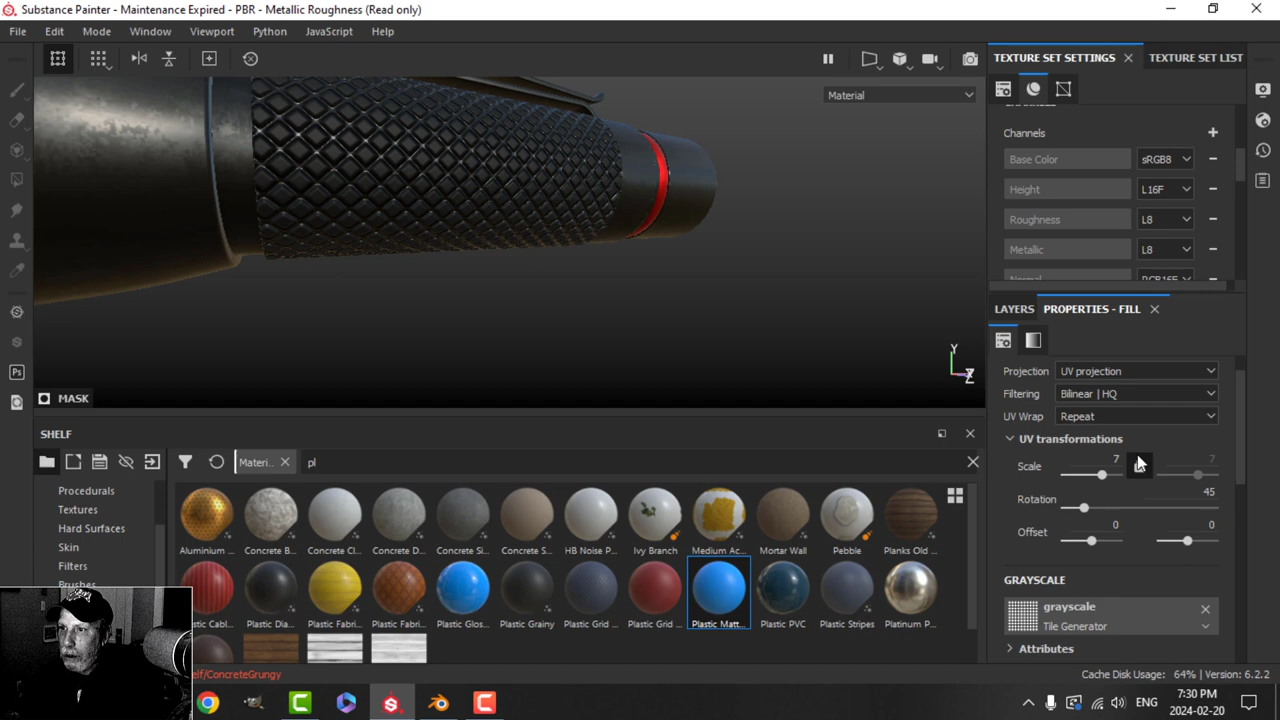 Substance Painter - Maintenance Expired - PBR - Metallic Roughness (Read only)
File Edit Mode Window Viewport Python JavaScript Help
TEXTURE SET SETTINGS TEXTURE SET LIST
Material
Channels
Base Color sRGB8
Height L16F
Roughness L8
Metallic L8
LAYERS PROPERTIES - FILL
Projection UV projection
Filtering Bilinear | HQ
UV Wrap Repeat
UV transformations
Scale 7 7
Rotation 45
Offset 0 0
GRAYSCALE
grayscale
Tile Generator
Attributes
Y
Z
MASK
SHELF
Materi... pl
Procedurals
Textures
Hard Surfaces
Skin
Filters
Brushes
Aluminium ... Concrete B... Concrete Cl... Concrete D... Concrete Si... Concrete S... HB Noise P... Ivy Branch Medium Ac... Mortar Wall Pebble Planks Old ...
stic Cabl... Plastic Dia... Plastic Fabri... Plastic Fabri... Plastic Glos... Plastic Grainy Plastic Grid ... Plastic Grid ... Plastic Matt... Plastic PVC Plastic Stripes Platinum P...
elf/ConcreteGrungy
Cache Disk Usage: 64% | Version: 6.2.2
Ps
ENG
7:30 PM
2024-02-20